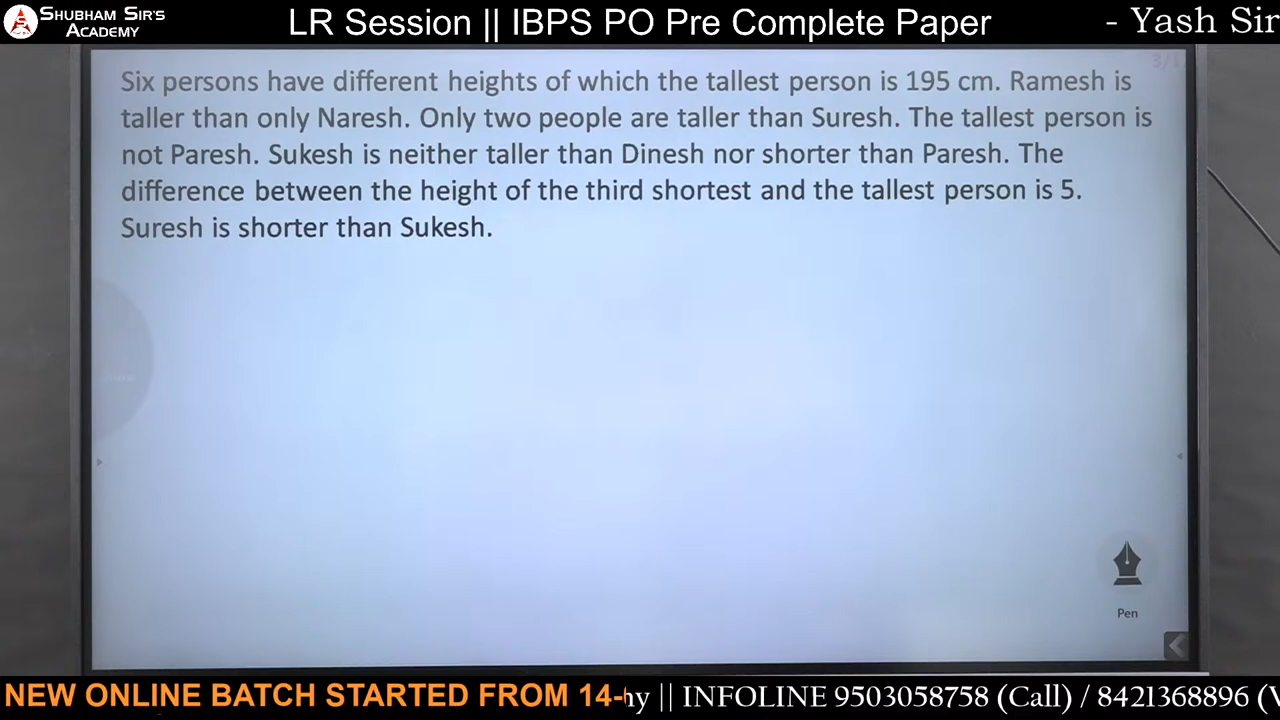 SHUBHAM SIR'S
ACADEMY
LR Session || IBPS PO Pre Complete Paper
- Yash Sir
3/1
Six persons have different heights of which the tallest person is 195 cm. Ramesh is
taller than only Naresh. Only two people are taller than Suresh. The tallest person is
not Paresh. Sukesh is neither taller than Dinesh nor shorter than Paresh. The
difference between the height of the third shortest and the tallest person is 5.
Suresh is shorter than Sukesh.
Pen
NEW ONLINE BATCH STARTED FROM 14-
hy || INFOLINE 9503058758 (Call) / 8421368896 (